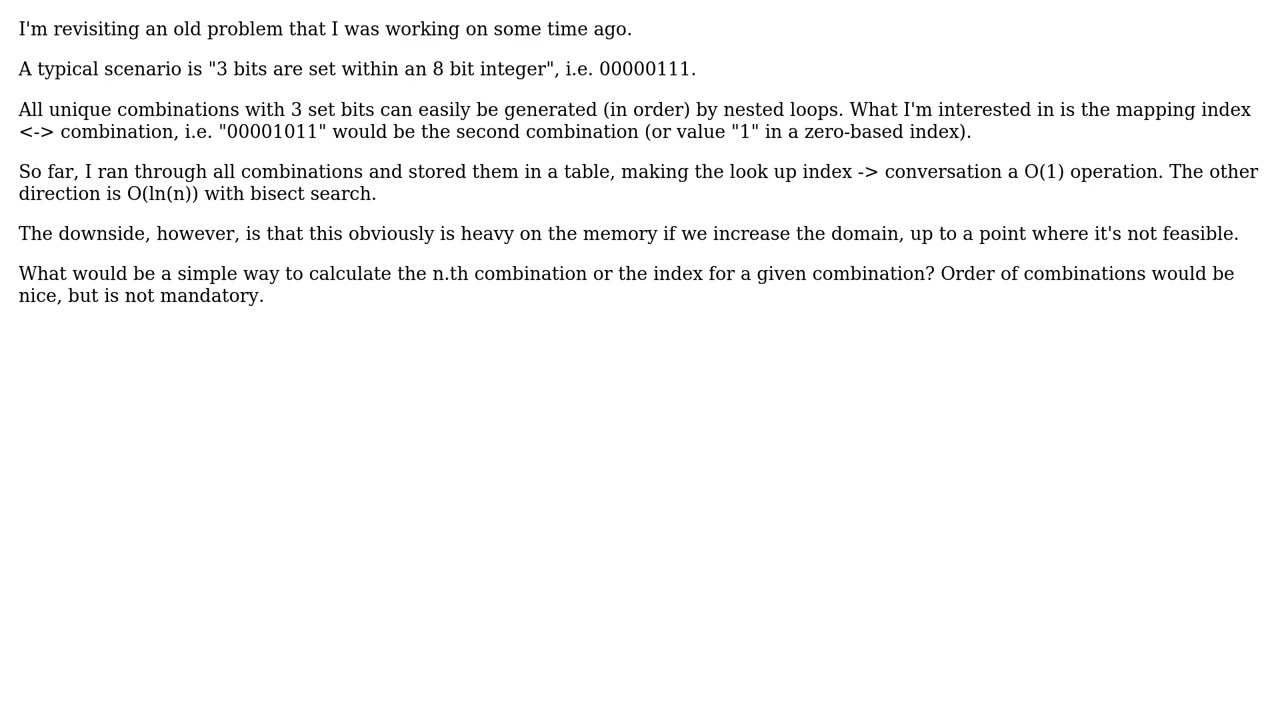 I'm revisiting an old problem that I was working on some time ago.
A typical scenario is "3 bits are set within an 8 bit integer", i.e. 00000111.
All unique combinations with 3 set bits can easily be generated (in order) by nested loops. What I'm interested in is the mapping index
<-> combination, i.e. "00001011" would be the second combination (or value "1" in a zero-based index).
So far, I ran through all combinations and stored them in a table, making the look up index -> conversation a O(1) operation. The other
direction is O(ln(n)) with bisect search.
The downside, however, is that this obviously is heavy on the memory if we increase the domain, up to a point where it's not feasible.
What would be a simple way to calculate the n.th combination or the index for a given combination? Order of combinations would be
nice, but is not mandatory.